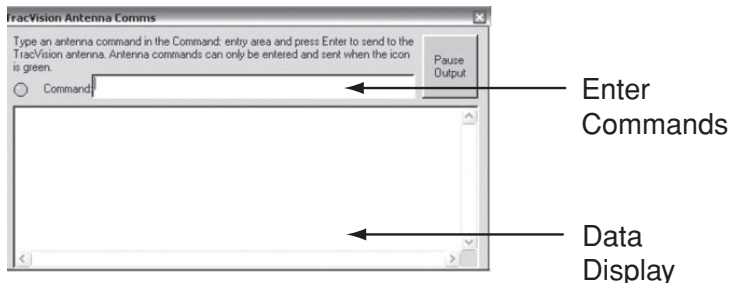 TracVision Antenna Comms
Type an antenna command in the Command: entry area and press Enter to send to the
TracVision antenna. Antenna commands can only be entered and sent when the icon
is green.
Pause
Output
Command:
Enter
Commands
Data
Display